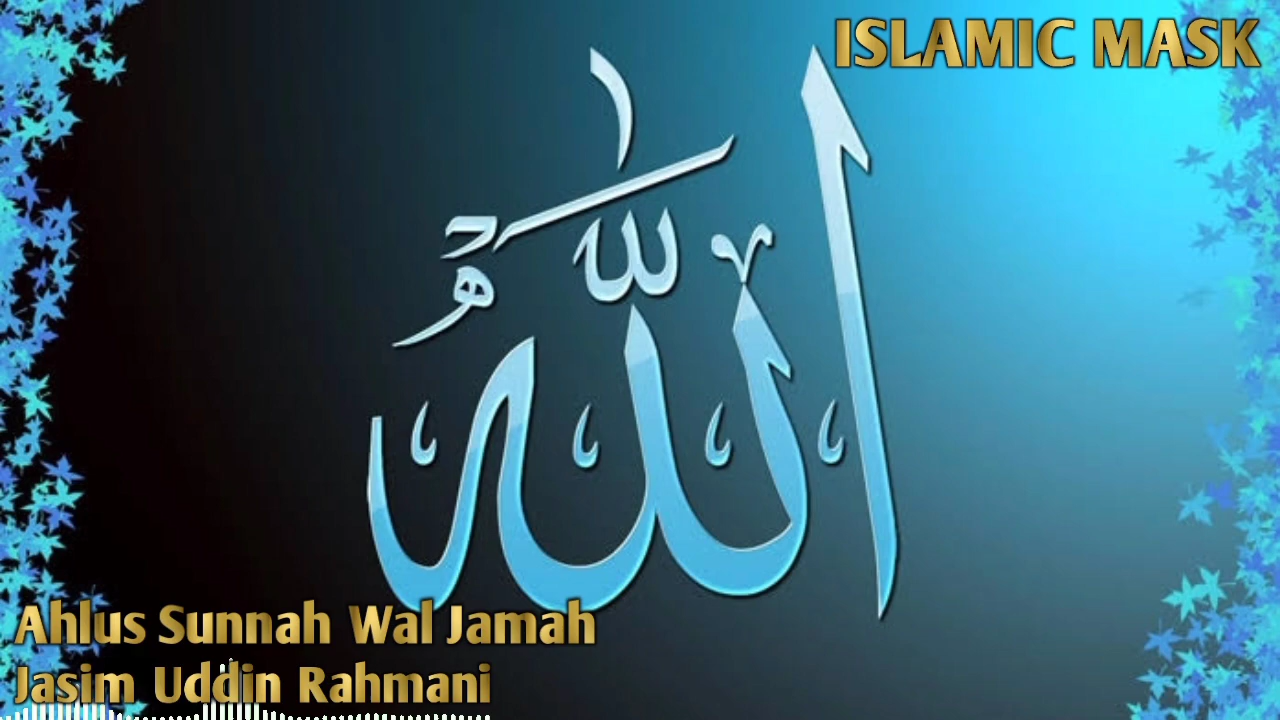 ISLAMIC MASK
الله
Ahlus Sunnah Wal Jamah
Jasim Uddin Rahmani